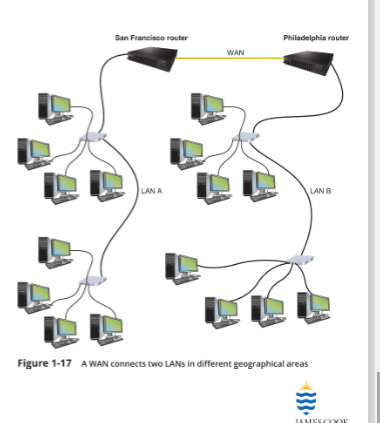 San Francisco router
Philadelphia router
WAN
LAN A
LAN B
Figure 1-17 A WAN connects two LANs in different geographical areas
JAMES COOK